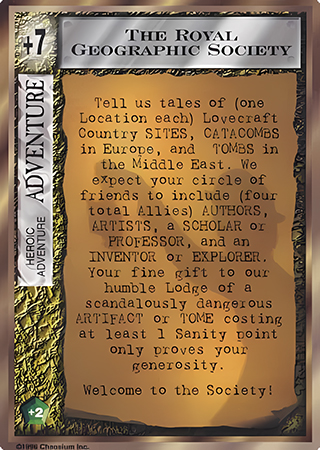 +7
THE ROYAL
GEOGRAPHIC SOCIETY
HEROIC
ADVENTURE
ADVENTURE
Tell us tales of (one
Location each) Lovecraft
Country SITES, CATACOMBS
in Europe, and TOMBS in
the Middle East. We
expect your circle of
friends to include (four
total Allies) AUTHORS,
ARTISTS, a SCHOLAR or
PROFESSOR, and an
INVENTOR or EXPLORER.
Your fine gift to our
humble Lodge of a
scandalously dangerous
ARTIFACT or TOME costing
at least 1 Sanity point
only proves your
generosity.
Welcome to the Society!
+2
©1996 Chaosium Inc.